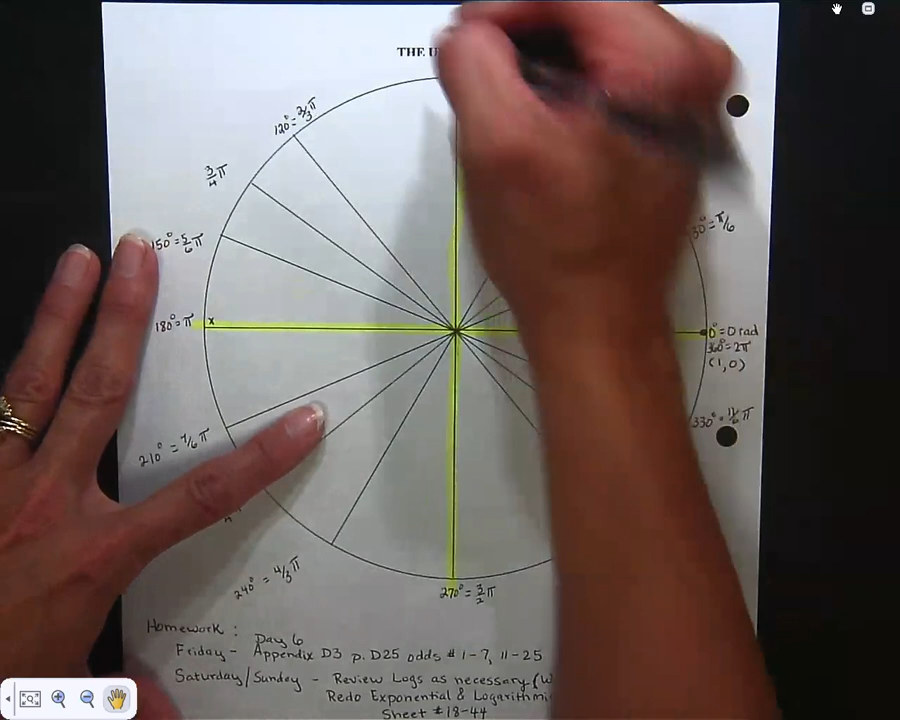 THE
120° = 2/3 π
3/4 π
150° = 5/6 π
30° = π/6
180° = π
x
0° = 0 rad
360° = 2π
(1, 0)
330° = 11/6 π
210° = 7/6 π
240° = 4/3 π
270° = 3/2 π
Homework :
Day 6
Friday - Appendix D3 p. D25 odds # 1-7, 11-25
Saturday/Sunday - Review Logs as necessary (
Redo Exponential &
Sheet #18-44